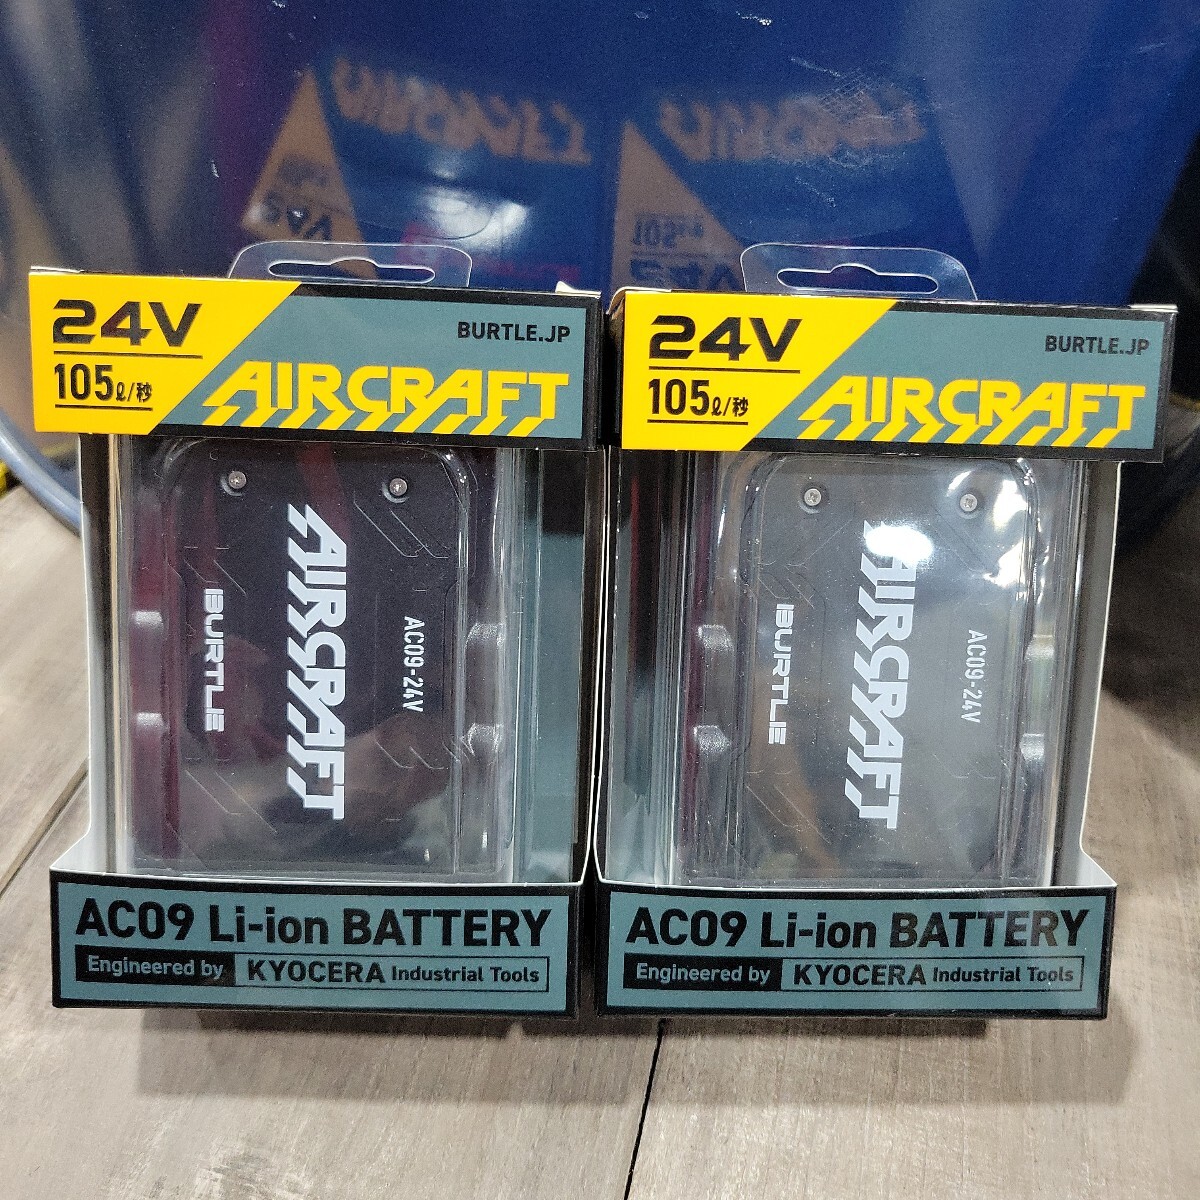 24V
105ℓ/秒
BURTLE.JP
AIRCRAFT
BURTLE
AIRCRAFT
AC09-24V
AC09 Li-ion BATTERY
Engineered by KYOCERA Industrial Tools
24V
105ℓ/秒
BURTLE.JP
AIRCRAFT
BURTLE
AIRCRAFT
AC09-24V
AC09 Li-ion BATTERY
Engineered by KYOCERA Industrial Tools